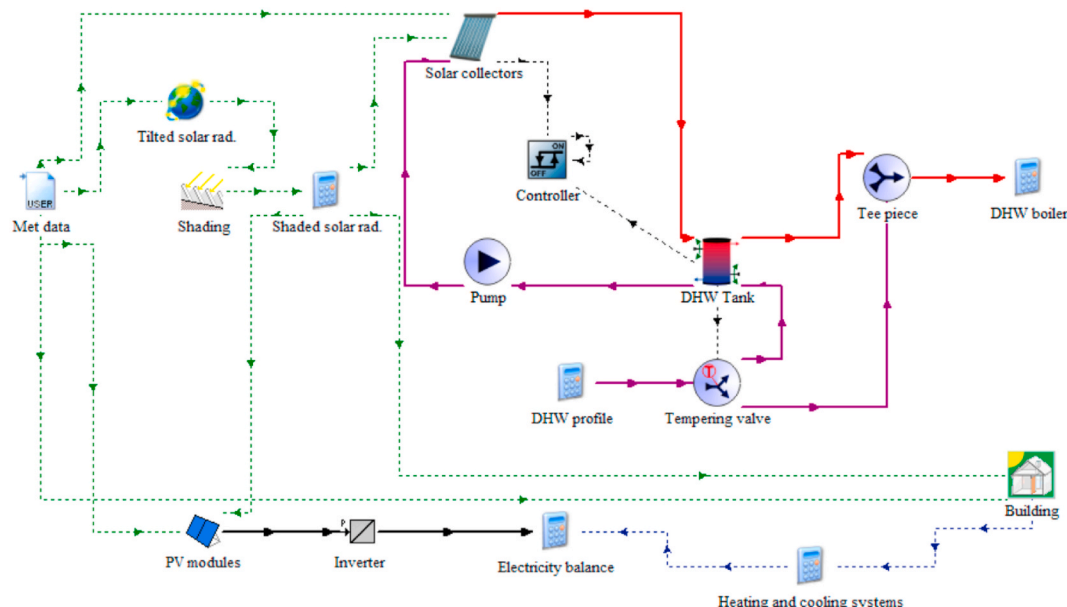 Solar collectors
Tilted solar rad.
ON
OFF
Controller
USER
Met data
Shading
Shaded solar rad.
Tee piece
DHW boiler
Pump
DHW Tank
T
DHW profile
Tempering valve
Building
P
PV modules
Inverter
Electricity balance
Heating and cooling systems